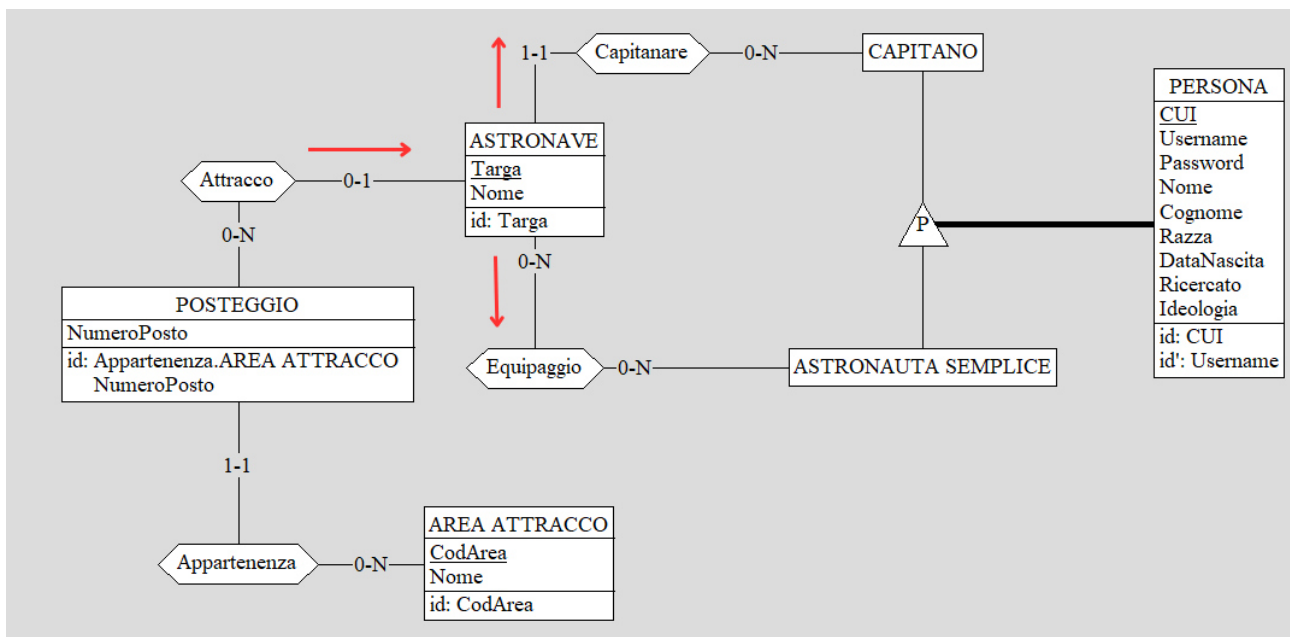 1-1
Capitanare
0-N
CAPITANO
PERSONA
CUI
Username
Password
Nome
Cognome
Razza
DataNascita
Ricercato
Ideologia
id: CUI
id': Username
ASTRONAVE
Targa
Nome
id: Targa
Attracco
0-1
0-N
0-N
P
POSTEGGIO
NumeroPosto
id: Appartenenza.AREA ATTRACCO
NumeroPosto
Equipaggio
0-N
ASTRONAUTA SEMPLICE
1-1
Appartenenza
0-N
AREA ATTRACCO
CodArea
Nome
id: CodArea